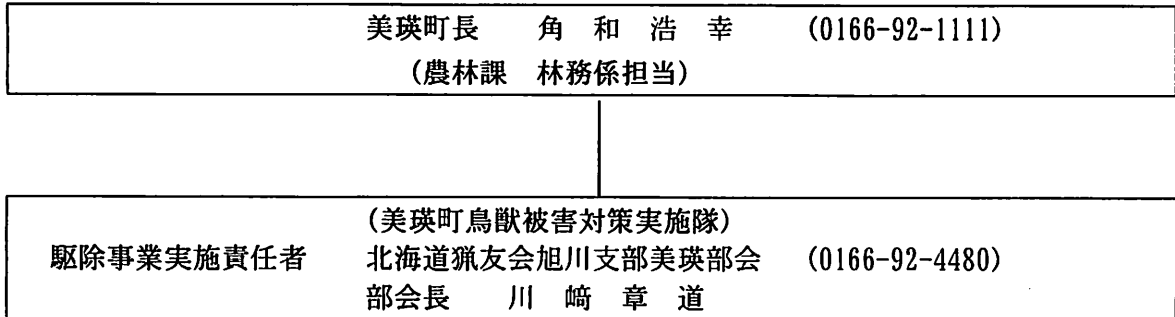 美瑛町長　角　和　浩　幸　(0166-92-1111)
(農林課　林務係担当)
(美瑛町鳥獣被害対策実施隊)
駆除事業実施責任者　北海道猟友会旭川支部美瑛部会　(0166-92-4480)
部会長　川　﨑　章　道